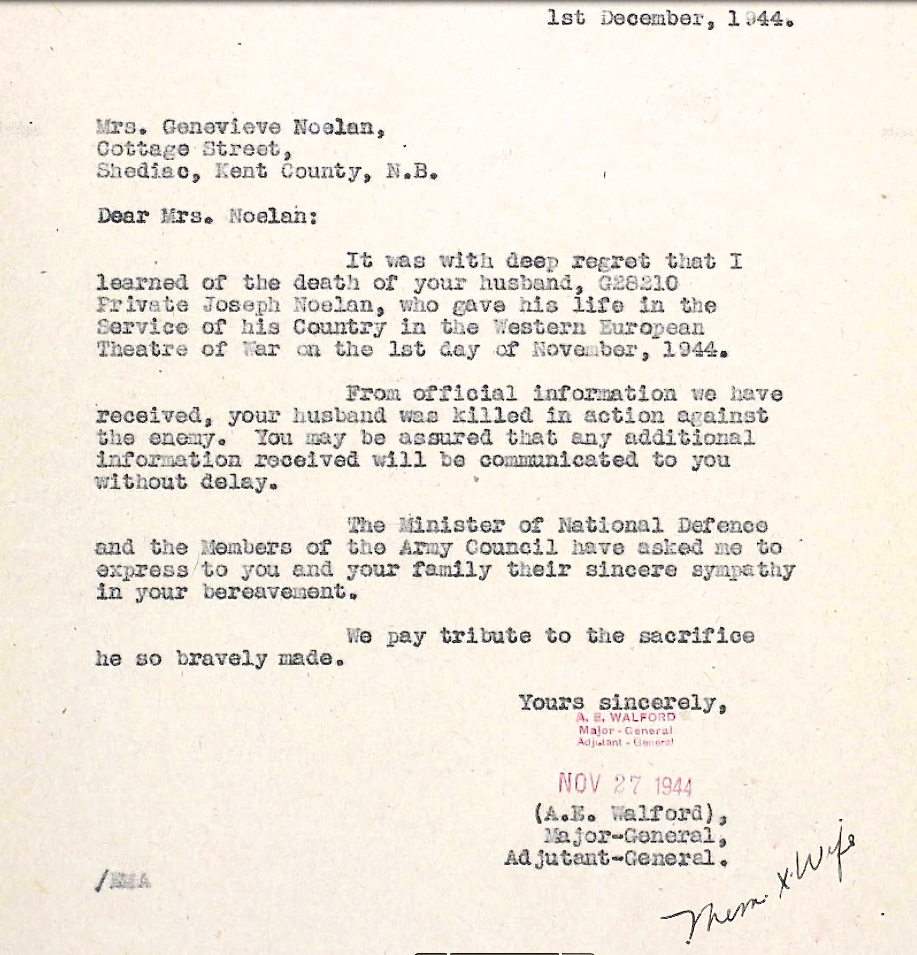 1st December, 1944.
Mrs. Genevieve Noelan,
Cottage Street,
Shediac, Kent County, N.B.
Dear Mrs. Noelan:
It was with deep regret that I
learned of the death of your husband, G28210
Private Joseph Noelan, who gave his life in the
Service of his Country in the Western European
Theatre of War on the 1st day of November, 1944.
From official information we have
received, your husband was killed in action against
the enemy. You may be assured that any additional
information received will be communicated to you
without delay.
The Minister of National Defence
and the Members of the Army Council have asked me to
express to you and your family their sincere sympathy
in your bereavement.
We pay tribute to the sacrifice
he so bravely made.
Yours sincerely,
A. E. WALFORD
Major-General
Adjutant-General
NOV 27 1944
(A.E. Walford),
Major-General,
Adjutant-General.
Mem. X. Wife